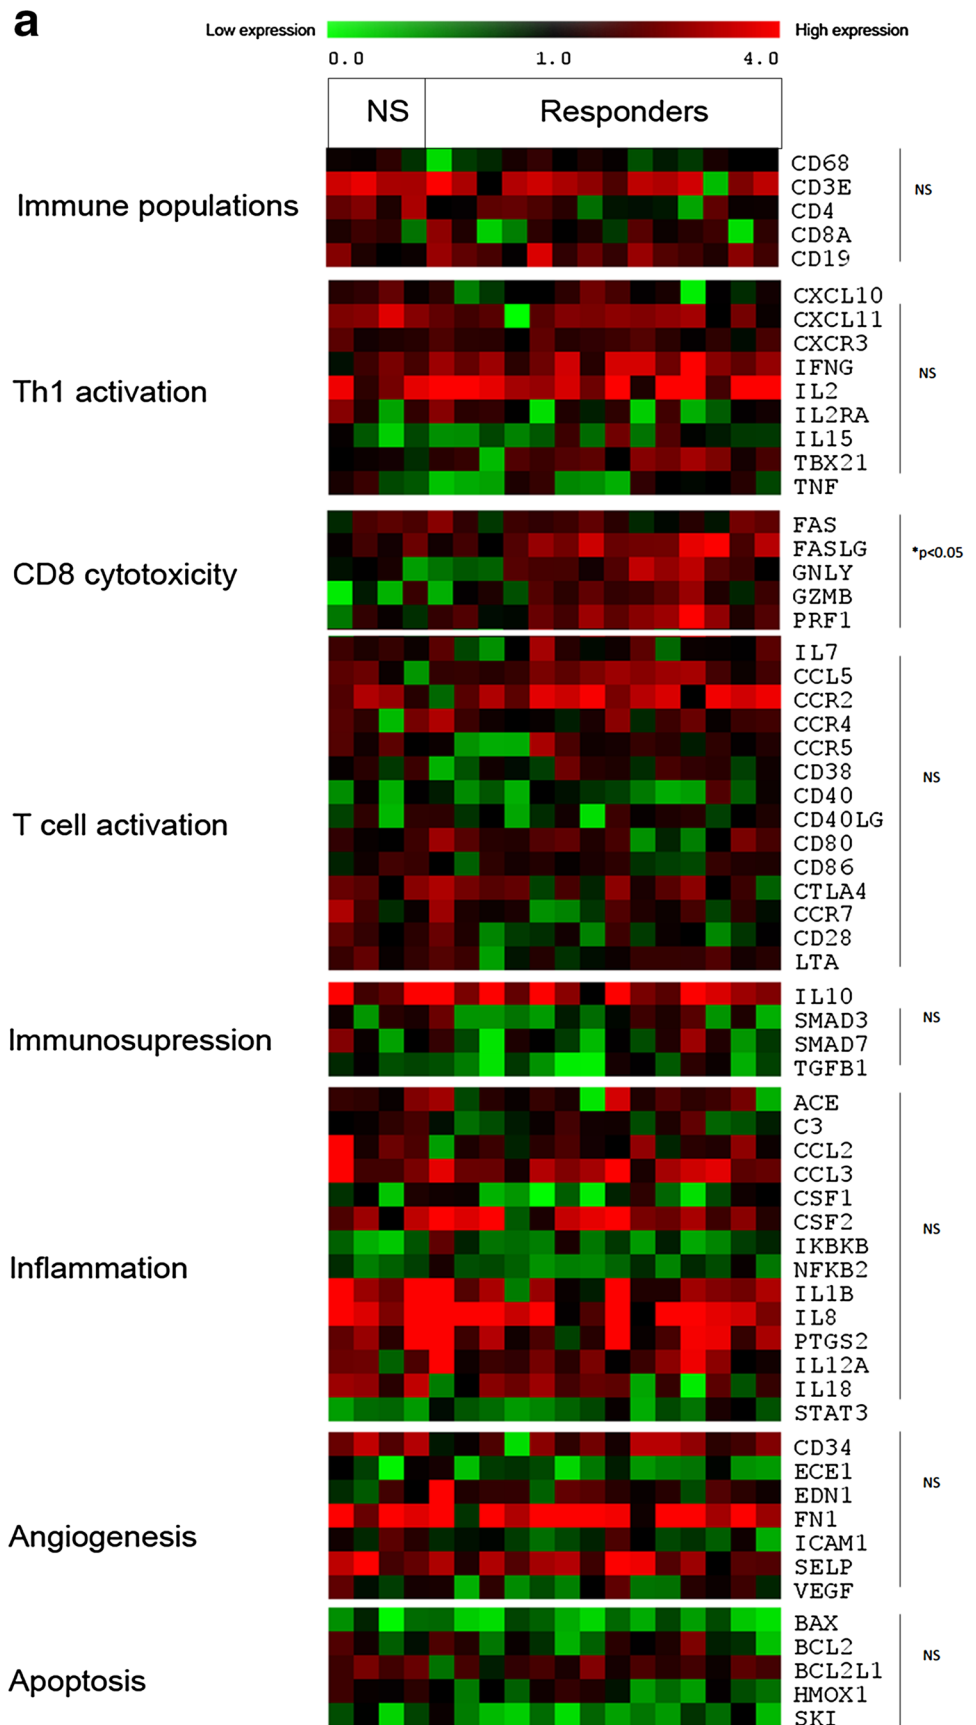 a
Low expression
High expression
0.0 1.0 4.0
NS Responders
Immune populations
CD68
CD3E
CD4
CD8A
CD19
NS
Th1 activation
CXCL10
CXCL11
CXCR3
IFNG
IL2
IL2RA
IL15
TBX21
TNF
NS
CD8 cytotoxicity
FAS
FASLG
GNLY
GZMB
PRF1
*p<0.05
T cell activation
IL7
CCL5
CCR2
CCR4
CCR5
CD38
CD40
CD40LG
CD80
CD86
CTLA4
CCR7
CD28
LTA
NS
Immunosupression
IL10
SMAD3
SMAD7
TGFB1
NS
Inflammation
ACE
C3
CCL2
CCL3
CSF1
CSF2
IKBKB
NFKB2
IL1B
IL8
PTGS2
IL12A
IL18
STAT3
NS
Angiogenesis
CD34
ECE1
EDN1
FN1
ICAM1
SELP
VEGF
NS
Apoptosis
BAX
BCL2
BCL2L1
HMOX1
SKI
NS